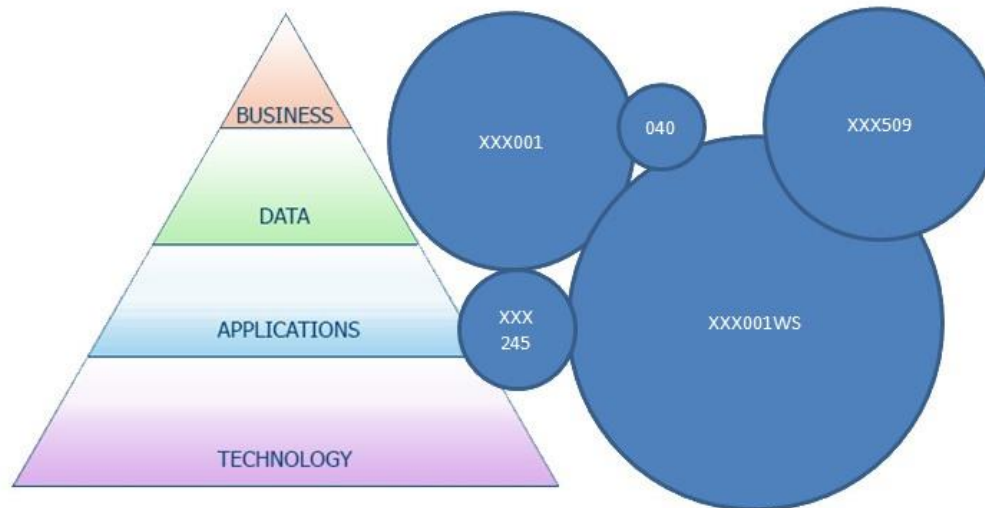 BUSINESS
DATA
APPLICATIONS
TECHNOLOGY
XXX001
040
XXX509
XXX
245
XXX001WS